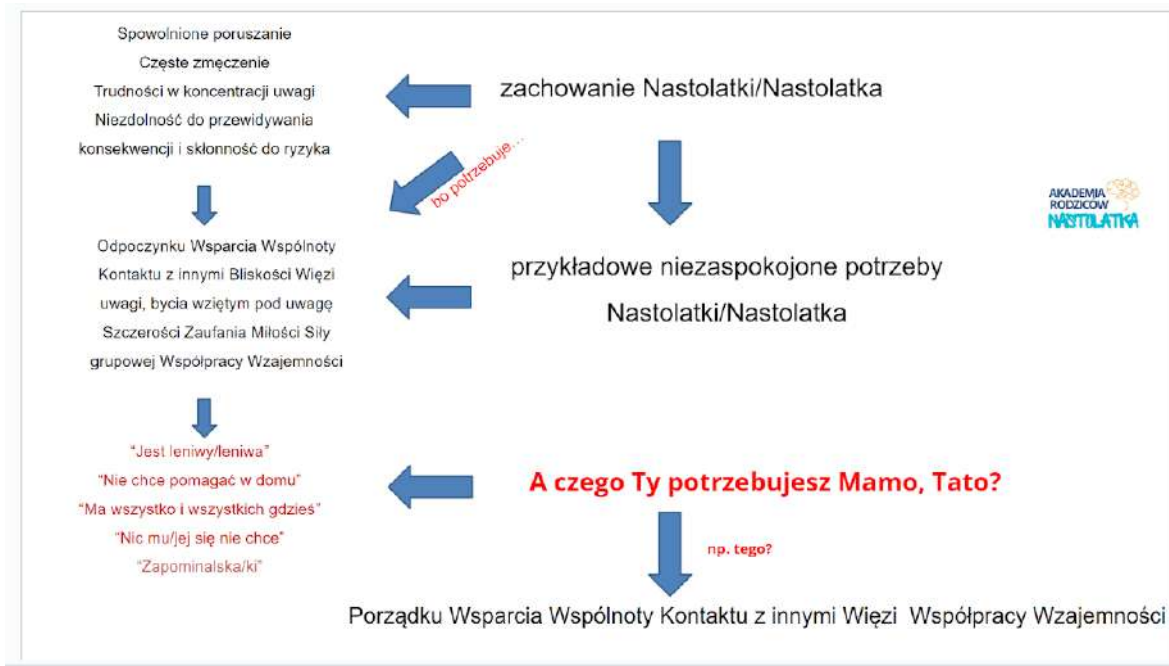 Spowolnione poruszanie
Częste zmęczenie
Trudności w koncentracji uwagi
Niezdolność do przewidywania
konsekwencji i skłonność do ryzyka
zachowanie Nastolatki/Nastolatka
bo potrzebuje...
AKADEMJA
RODZICÓW
NASTOLATKA
Odpoczynku Wsparcia Wspólnoty
Kontaktu z innymi Bliskości Więzi
uwagi, bycia wziętym pod uwagę
Szczerości Zaufania Miłości Siły
grupowej Współpracy Wzajemności
przykładowe niezaspokojone potrzeby
Nastolatki/Nastolatka
“Jest leniwy/leniwa”
“Nie chce pomagać w domu”
“Ma wszystko i wszystkich gdzieś”
“Nic mu/jej się nie chce”
“Zapominalska/ki”
A czego Ty potrzebujesz Mamo, Tato?
np. tego?
Porządku Wsparcia Wspólnoty Kontaktu z innymi Więzi Współpracy Wzajemności